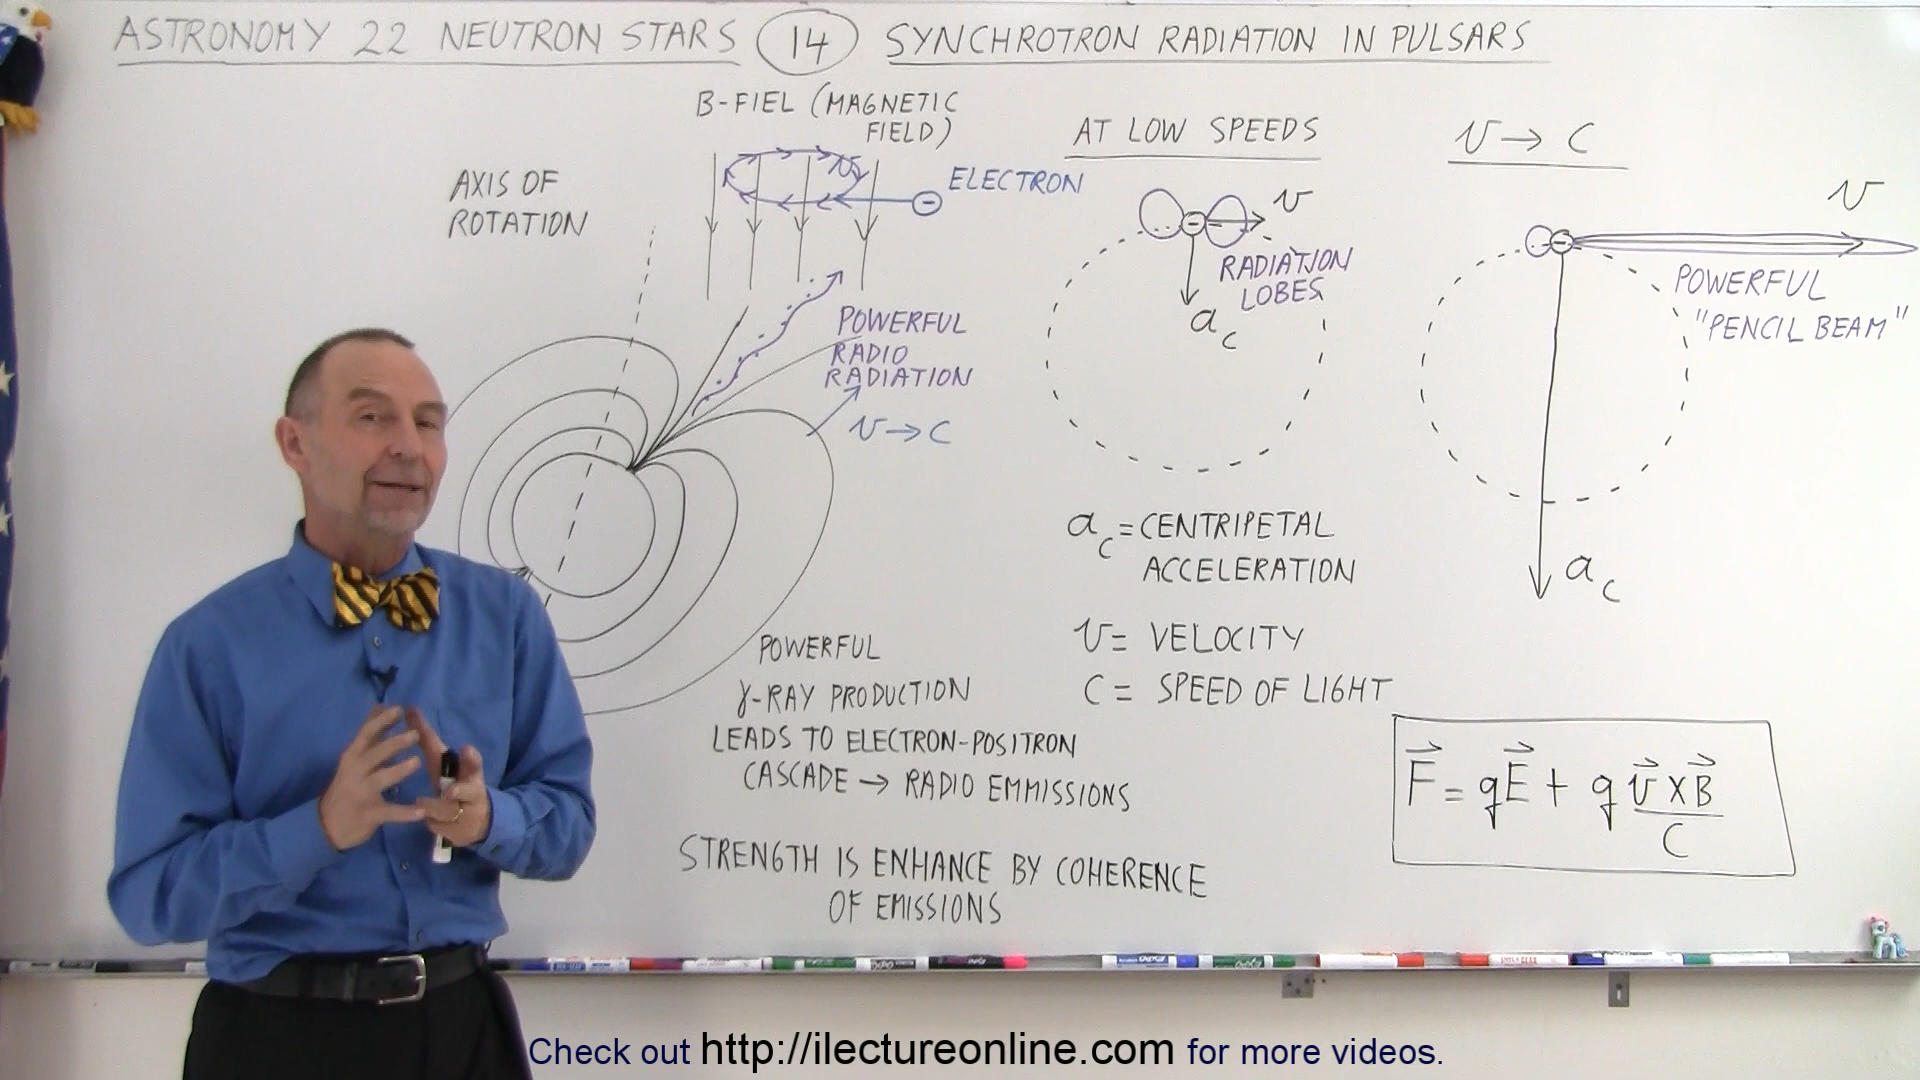 ASTRONOMY 22 NEUTRON STARS 14 SYNCHROTRON RADIATION IN PULSARS
B-FIEL (MAGNETIC
FIELD)
AXIS OF
ROTATION
v
ELECTRON
POWERFUL
RADIO
RADIATION
v → C
AT LOW SPEEDS
v
RADIATION
LOBES
a_c
v → C
v
POWERFUL
"PENCIL BEAM"
a_c
a_c = CENTRIPETAL
ACCELERATION
v = VELOCITY
C = SPEED OF LIGHT
POWERFUL
γ-RAY PRODUCTION
LEADS TO ELECTRON-POSITRON
CASCADE → RADIO EMMISSIONS
STRENGTH IS ENHANCE BY COHERENCE
OF EMISSIONS
F⃗ = qE⃗ + q v⃗ X B⃗
C
Check out http://ilectureonline.com for more videos.